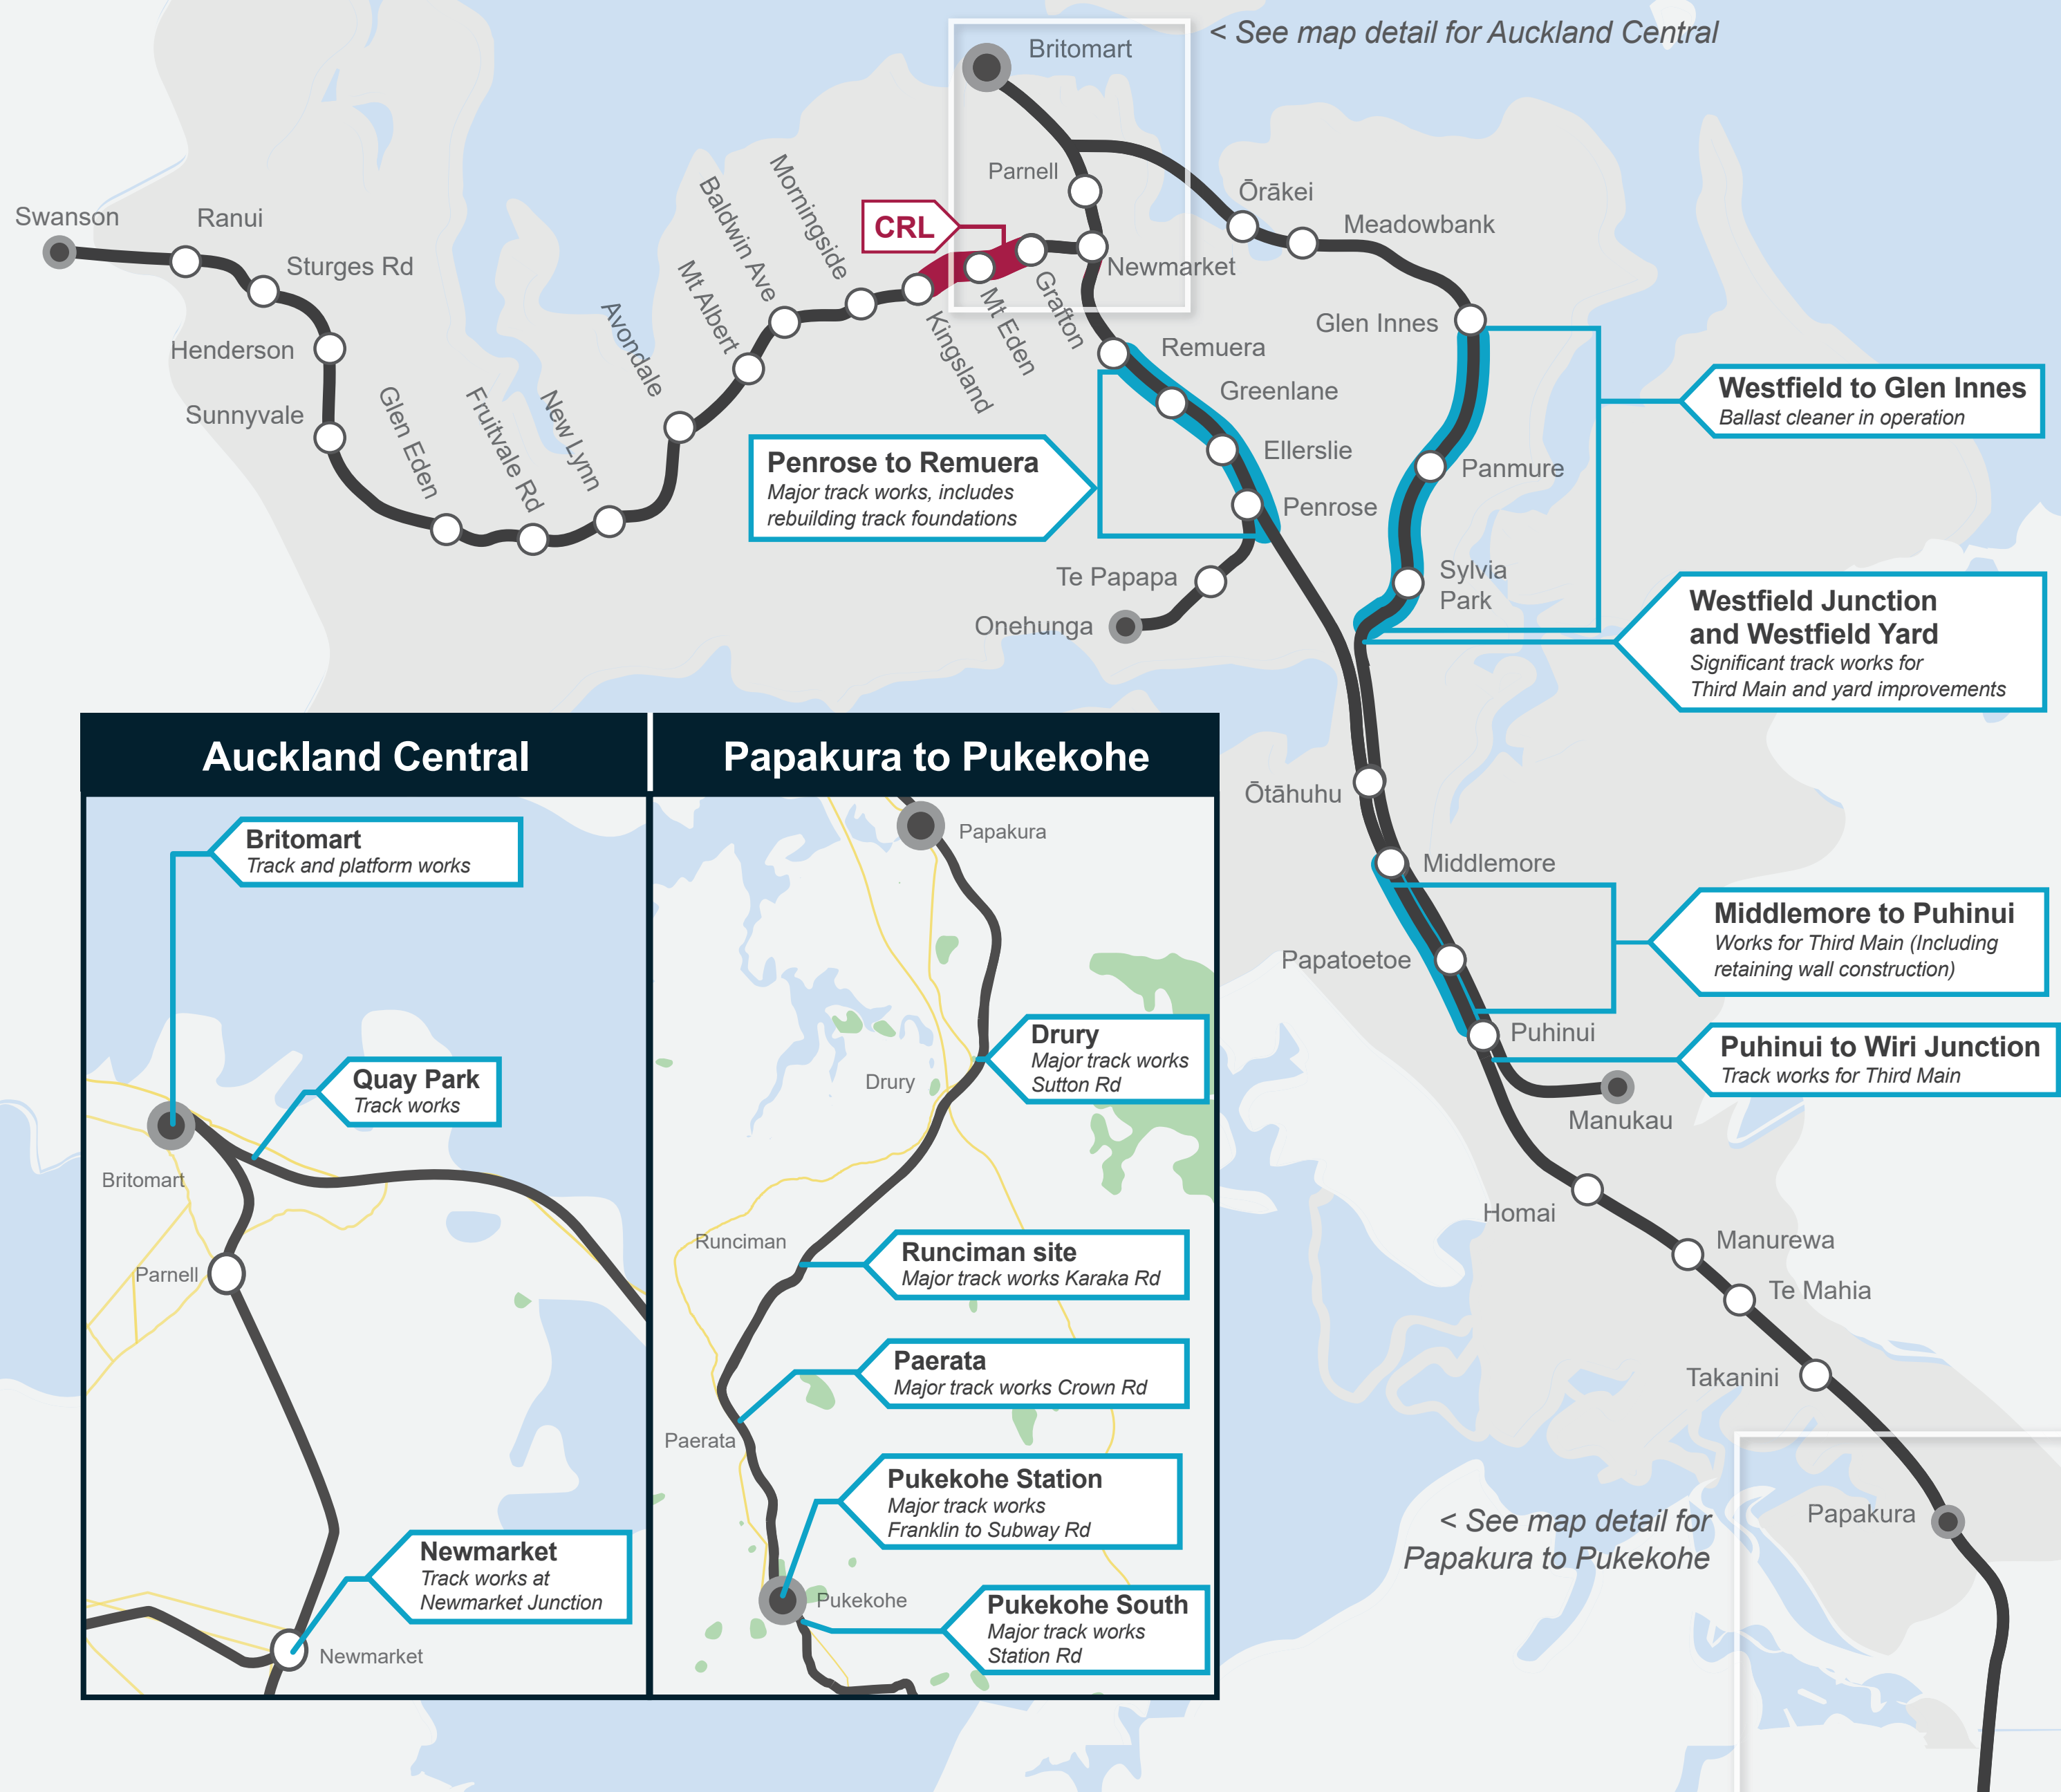 < See map detail for Auckland Central
Britomart
Parnell
Ōrākei
Meadowbank
Swanson
Ranui
Sturges Rd
Henderson
Sunnyvale
Glen Eden
Fruitvale Rd
New Lynn
Avondale
Mt Albert
Baldwin Ave
Morningside
Kingsland
CRL
Mt Eden
Grafton
Newmarket
Remuera
Greenlane
Ellerslie
Penrose
Te Papapa
Onehunga
Penrose to Remuera
Major track works, includes
rebuilding track foundations
Glen Innes
Panmure
Sylvia
Park
Westfield to Glen Innes
Ballast cleaner in operation
Westfield Junction
and Westfield Yard
Significant track works for
Third Main and yard improvements
Ōtāhuhu
Middlemore
Papatoetoe
Puhinui
Middlemore to Puhinui
Works for Third Main (Including
retaining wall construction)
Puhinui to Wiri Junction
Track works for Third Main
Manukau
Homai
Manurewa
Te Mahia
Takanini
Papakura
< See map detail for
Papakura to Pukekohe
Auckland Central
Britomart
Track and platform works
Quay Park
Track works
Britomart
Parnell
Newmarket
Track works at
Newmarket Junction
Newmarket
Papakura to Pukekohe
Papakura
Drury
Major track works
Sutton Rd
Drury
Runciman
Runciman site
Major track works Karaka Rd
Paerata
Major track works Crown Rd
Paerata
Pukekohe Station
Major track works
Franklin to Subway Rd
Pukekohe
Pukekohe South
Major track works
Station Rd